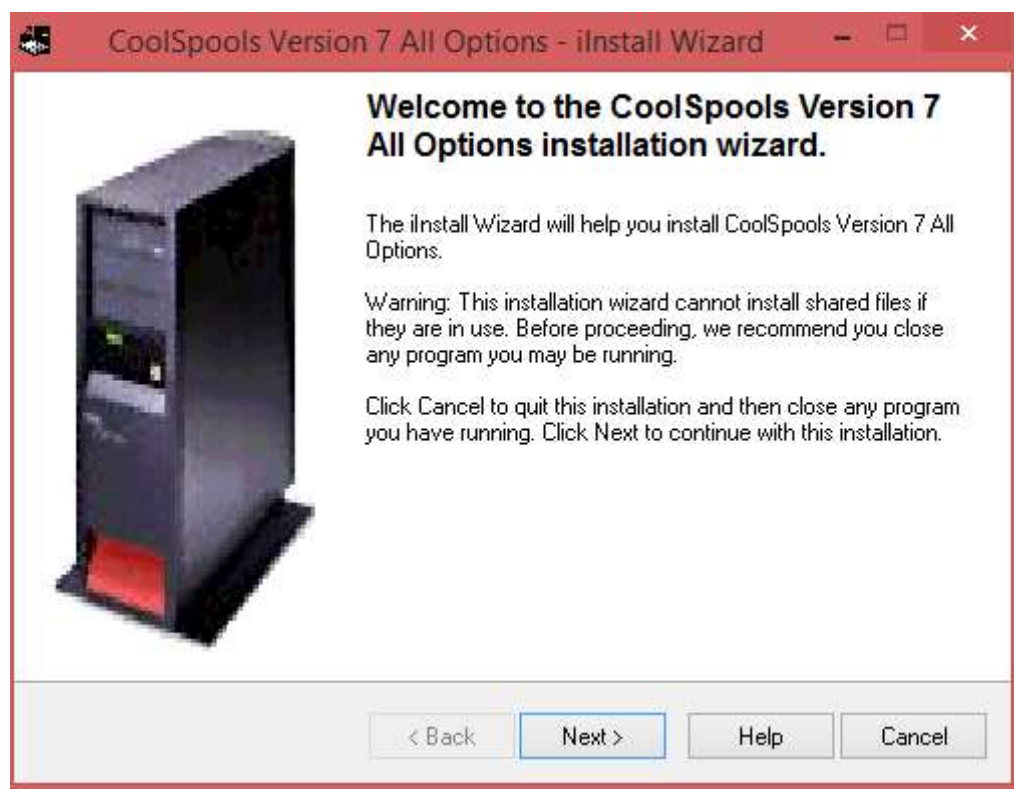 CoolSpools Version 7 All Options - iInstall Wizard
Welcome to the CoolSpools Version 7
All Options installation wizard.
The iInstall Wizard will help you install CoolSpools Version 7 All
Options.
Warning: This installation wizard cannot install shared files if
they are in use. Before proceeding, we recommend you close
any program you may be running.
Click Cancel to quit this installation and then close any program
you have running. Click Next to continue with this installation.
< Back Next > Help Cancel